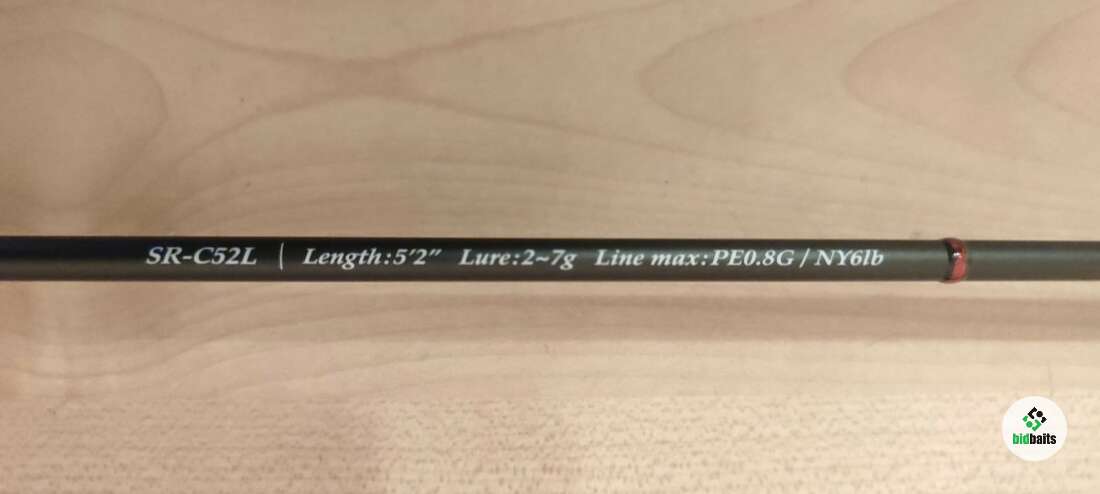 SR-C52L | Length:5'2" Lure:2~7g Line max:PE0.8G / NY6lb
bidbaits